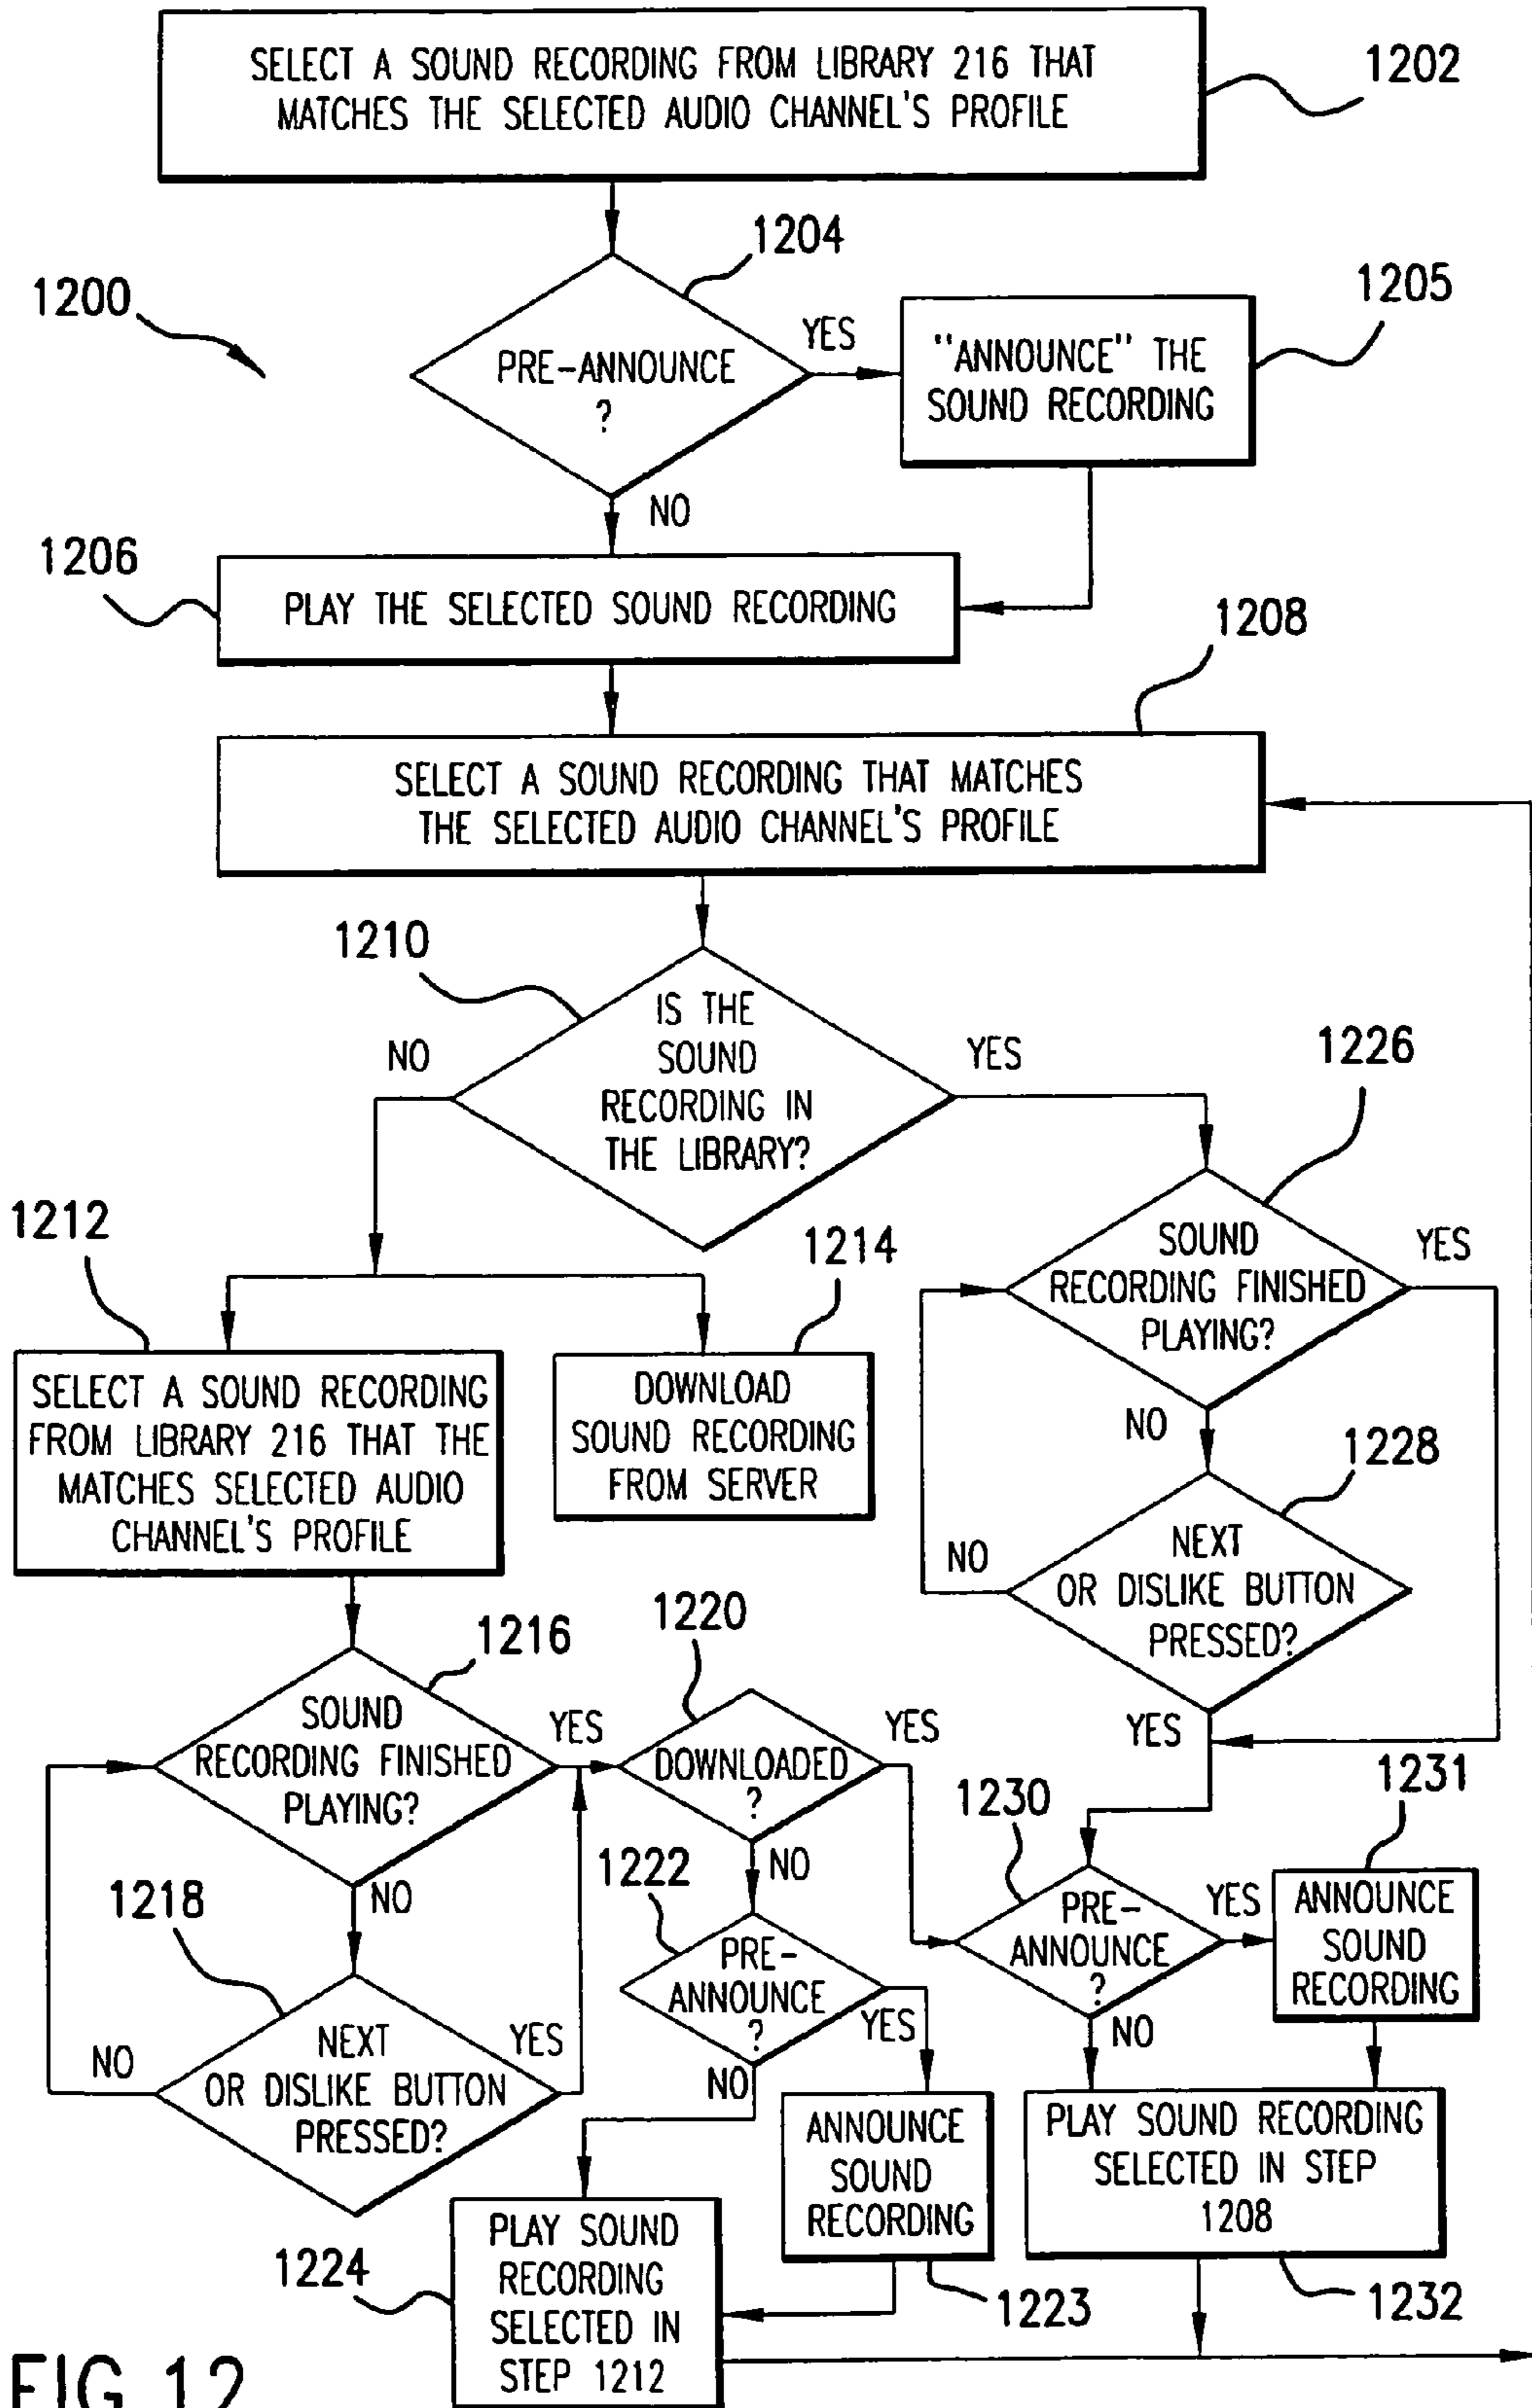 SELECT A SOUND RECORDING FROM LIBRARY 216 THAT
MATCHES THE SELECTED AUDIO CHANNEL'S PROFILE
1202
1204
1200
PRE-ANNOUNCE
?
YES
"ANNOUNCE" THE
SOUND RECORDING
1205
NO
1206
PLAY THE SELECTED SOUND RECORDING
1208
SELECT A SOUND RECORDING THAT MATCHES
THE SELECTED AUDIO CHANNEL'S PROFILE
1210
IS THE
SOUND
RECORDING IN
THE LIBRARY?
NO
YES
1226
1212
1214
SOUND
RECORDING FINISHED
PLAYING?
YES
NO
SELECT A SOUND RECORDING
FROM LIBRARY 216 THAT THE
MATCHES SELECTED AUDIO
CHANNEL'S PROFILE
DOWNLOAD
SOUND RECORDING
FROM SERVER
1228
NEXT
OR DISLIKE BUTTON
PRESSED?
NO
YES
1216
SOUND
RECORDING FINISHED
PLAYING?
YES
NO
1220
DOWNLOADED
?
YES
NO
1218
NEXT
OR DISLIKE BUTTON
PRESSED?
NO
YES
1222
PRE-
ANNOUNCE
?
YES
NO
1230
PRE-
ANNOUNCE
?
YES
NO
1231
ANNOUNCE
SOUND
RECORDING
ANNOUNCE
SOUND
RECORDING
1223
PLAY SOUND RECORDING
SELECTED IN STEP
1208
1232
1224
PLAY SOUND
RECORDING
SELECTED IN
STEP 1212
FIG.12